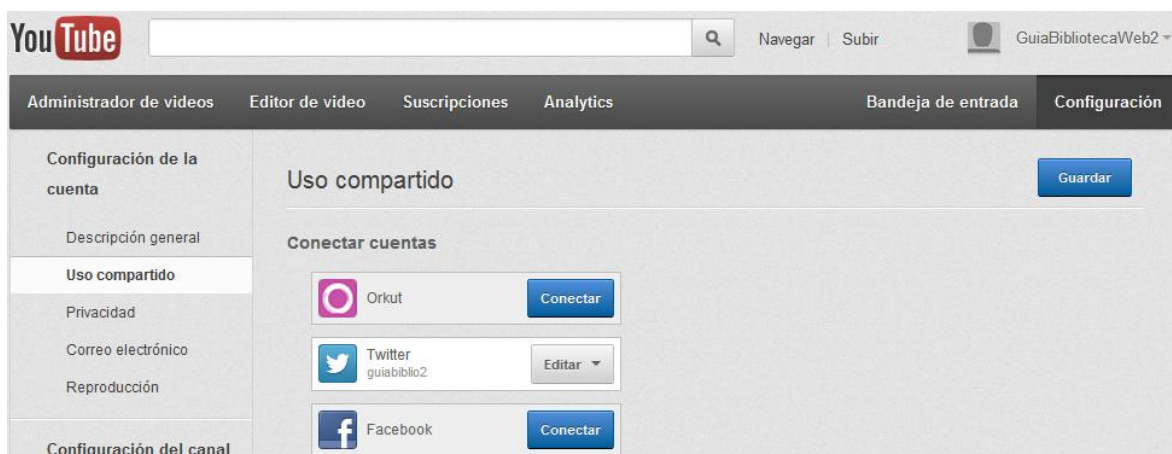 YouTube
Navegar | Subir
GuiaBibliotecaWeb2
Administrador de videos
Editor de video
Suscripciones
Analytics
Bandeja de entrada
Configuración
Configuración de la
cuenta
Descripción general
Uso compartido
Privacidad
Correo electrónico
Reproducción
Configuración del canal
Uso compartido
Guardar
Conectar cuentas
Orkut
Conectar
Twitter
guiabiblio2
Editar
Facebook
Conectar